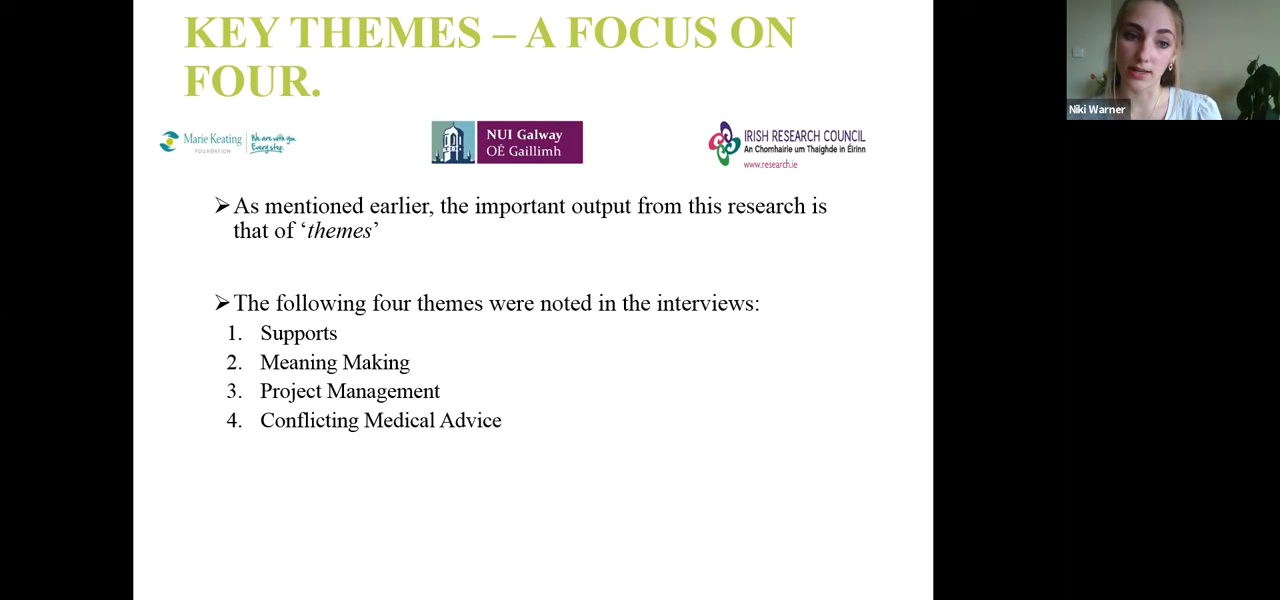 KEY THEMES – A FOCUS ON
FOUR.
Marie Keating
FOUNDATION
We are with you.
Every step.
NUI Galway
OÉ Gaillimh
IRISH RESEARCH COUNCIL
An Chomhairle um Thaighde in Éirinn
www.research.ie
Niki Warner
➢As mentioned earlier, the important output from this research is
that of ‘themes’
➢The following four themes were noted in the interviews:
1. Supports
2. Meaning Making
3. Project Management
4. Conflicting Medical Advice